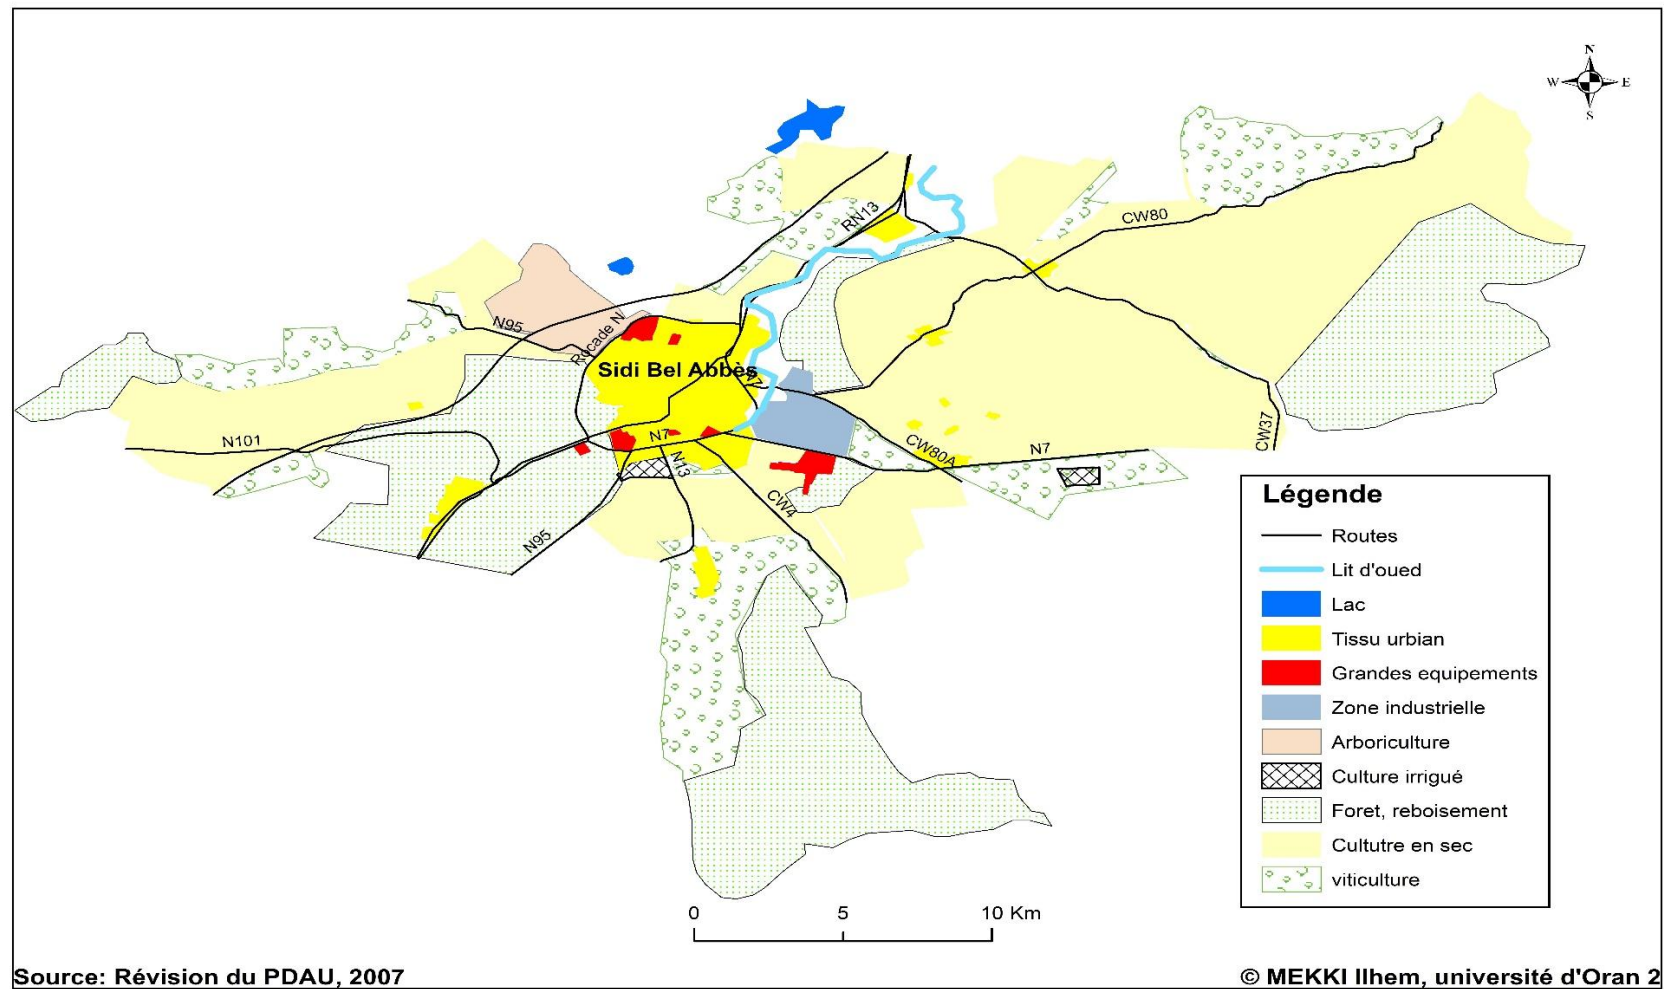 N
W E
S
CW80
RN13
N95
Rocade N
Sidi Bel Abbès
N7
N101
N7
CW80A
N7
CW37
N13
CW4
N95
Légende
Routes
Lit d'oued
Lac
Tissu urbian
Grandes equipements
Zone industrielle
Arboriculture
Culture irrigué
Foret, reboisement
Cultutre en sec
viticulture
0 5 10 Km
Source: Révision du PDAU, 2007
© MEKKI Ilhem, université d'Oran 2